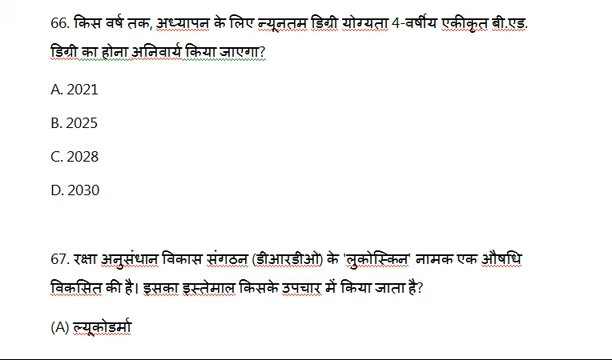 66. किस वर्ष तक, अध्यापन के लिए न्यूनतम डिग्री योग्यता 4-वर्षीय एकीकृत बी.एड.
डिग्री का होना अनिवार्य किया जाएगा?
A. 2021
B. 2025
C. 2028
D. 2030
67. रक्षा अनुसंधान विकास संगठन (डीआरडीओ) के 'लुकोस्किन' नामक एक औषधि
विकसित की है। इसका इस्तेमाल किसके उपचार में किया जाता है?
(A) ल्यूकोडर्मा